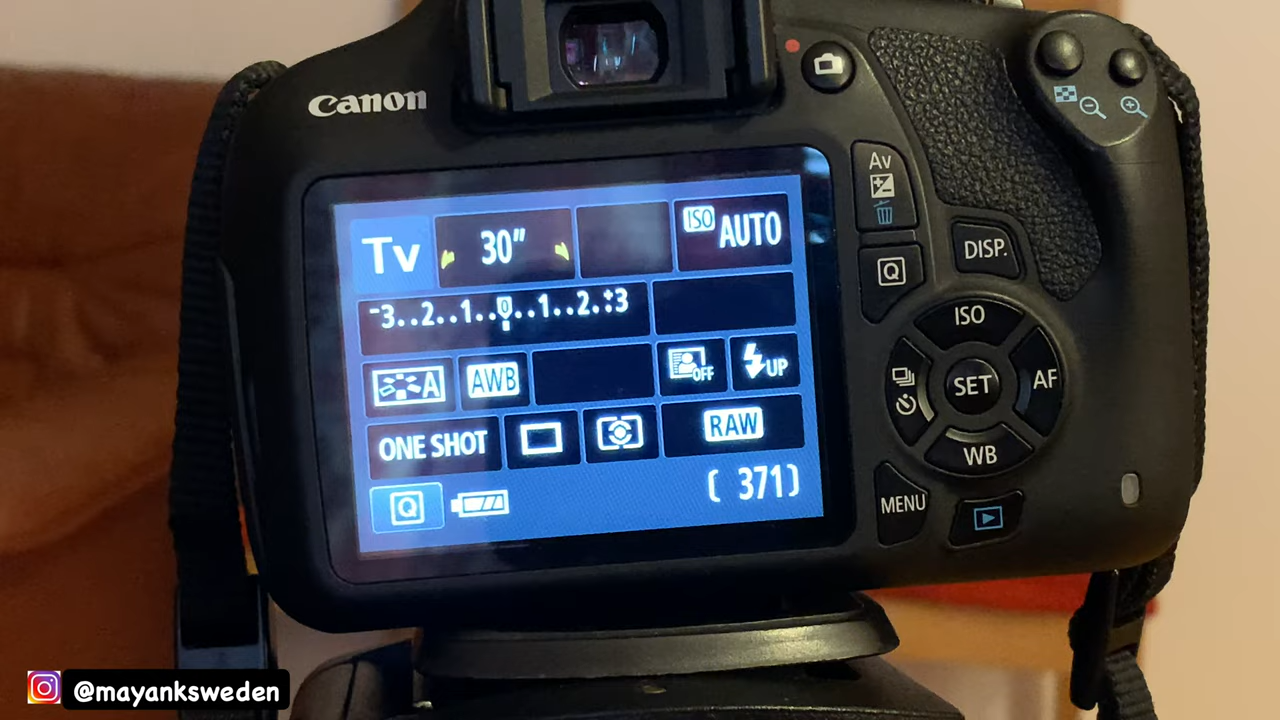 Canon
Tv 30" ISO AUTO
-3..2..1..0..1..2.:+3
A AWB OFF UP
ONE SHOT RAW
Q ( 371)
Av
Q
DISP.
ISO
SET
AF
WB
MENU
@mayanksweden